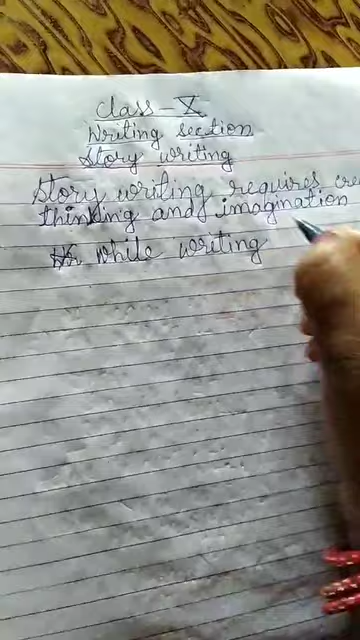 Class-X
Writing section
Story writing
Story writing requires cre
thinking and imagination
while writing